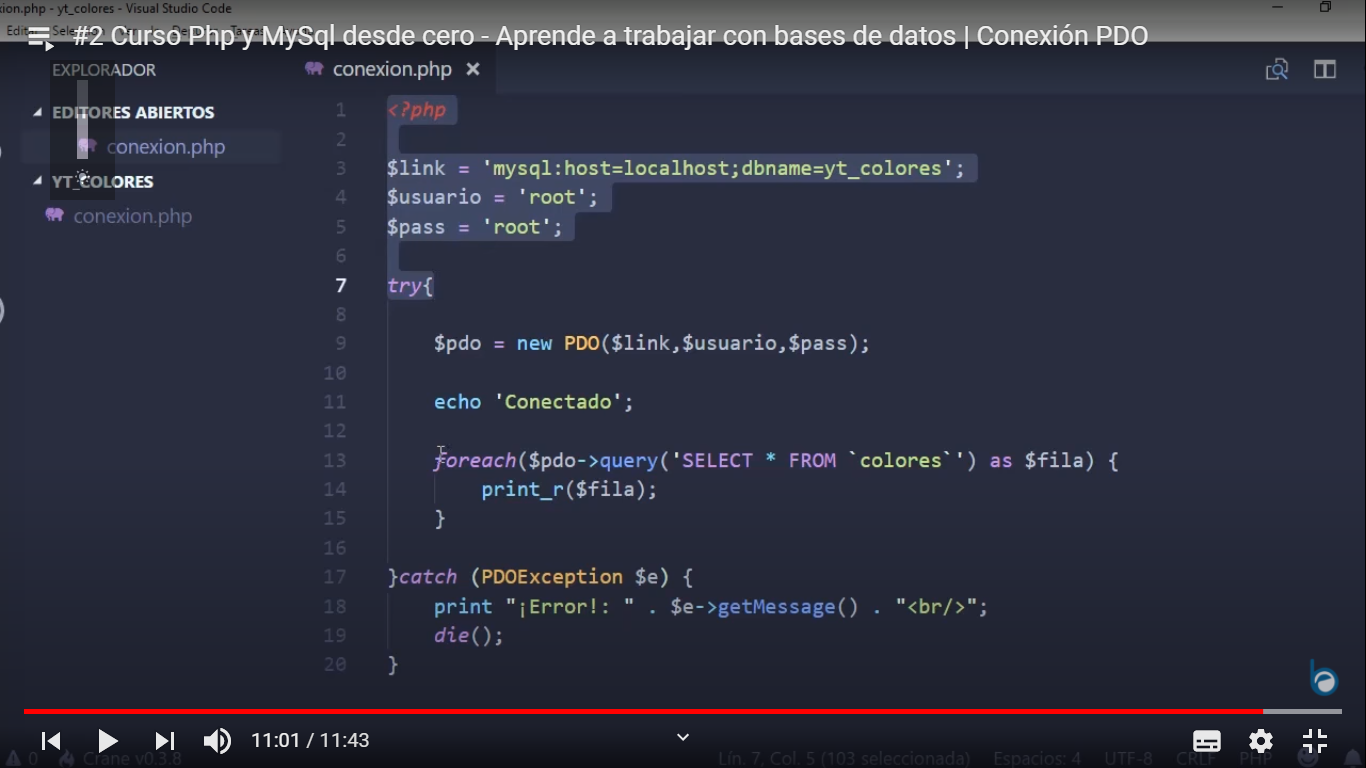 ion.php - yt_colores - Visual Studio Code
#2 Curso Php y MySql desde cero - Aprende a trabajar con bases de datos | Conexión PDO
EXPLORADOR
conexion.php
EDITORES ABIERTOS
conexion.php
YT_COLORES
conexion.php
1 <?php
2
3 $link = 'mysql:host=localhost;dbname=yt_colores';
4 $usuario = 'root';
5 $pass = 'root';
6
7 try{
8
9 $pdo = new PDO($link,$usuario,$pass);
10
11 echo 'Conectado';
12
13 foreach($pdo->query('SELECT * FROM `colores`') as $fila) {
14 print_r($fila);
15 }
16
17 }catch (PDOException $e) {
18 print "¡Error!: " . $e->getMessage() . "<br/>";
19 die();
20 }
11:01 / 11:43
0 Crane v0.3.8 Lín. 7, Col. 5 (103 seleccionada) Espacios: 4 UTF-8 CRLF PHP